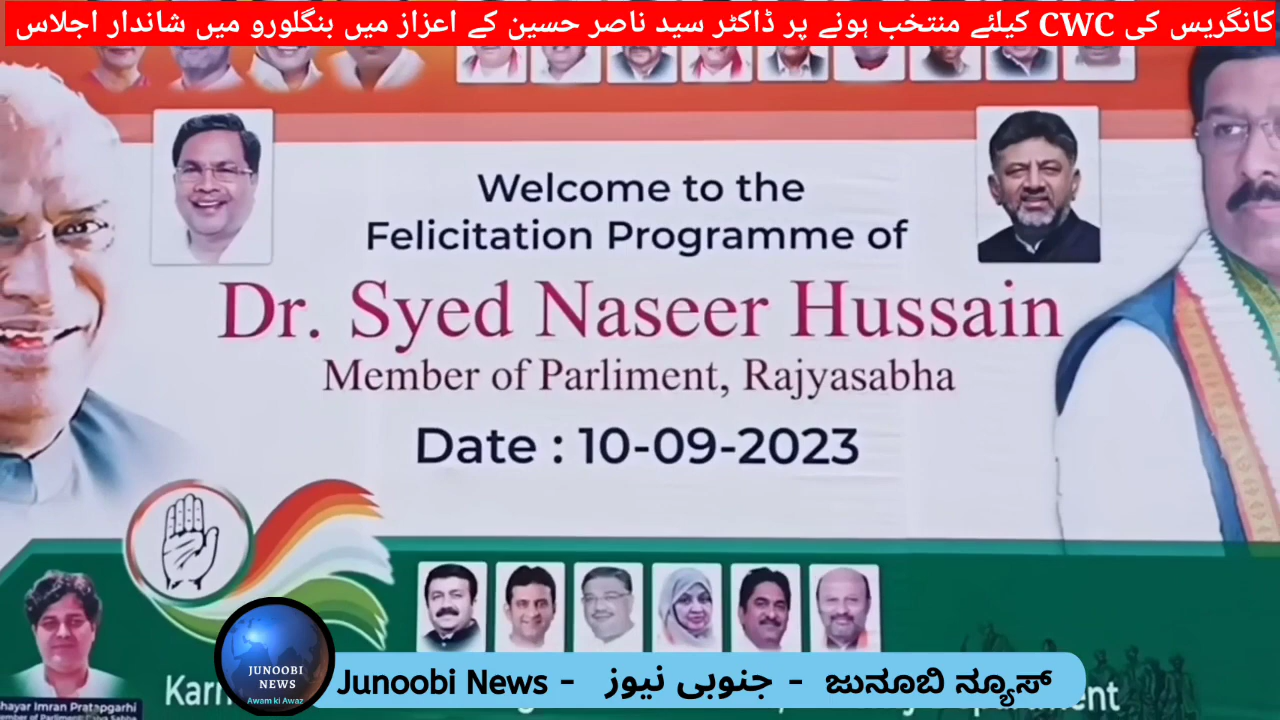 کانگریس کی CWC کیلئے منتخب ہونے پر ڈاکٹر سید ناصر حسین کے اعزاز میں بنگلورو میں شاندار اجلاس
Welcome to the
Felicitation Programme of
Dr. Syed Naseer Hussain
Member of Parliment, Rajyasabha
Date : 10-09-2023
JUNOOBI
NEWS
Awam ki Awaz
Junoobi News - جنوبی نیوز - ಜುನೂಬಿ ನ್ಯೂಸ್
Imran Pratapgarhi